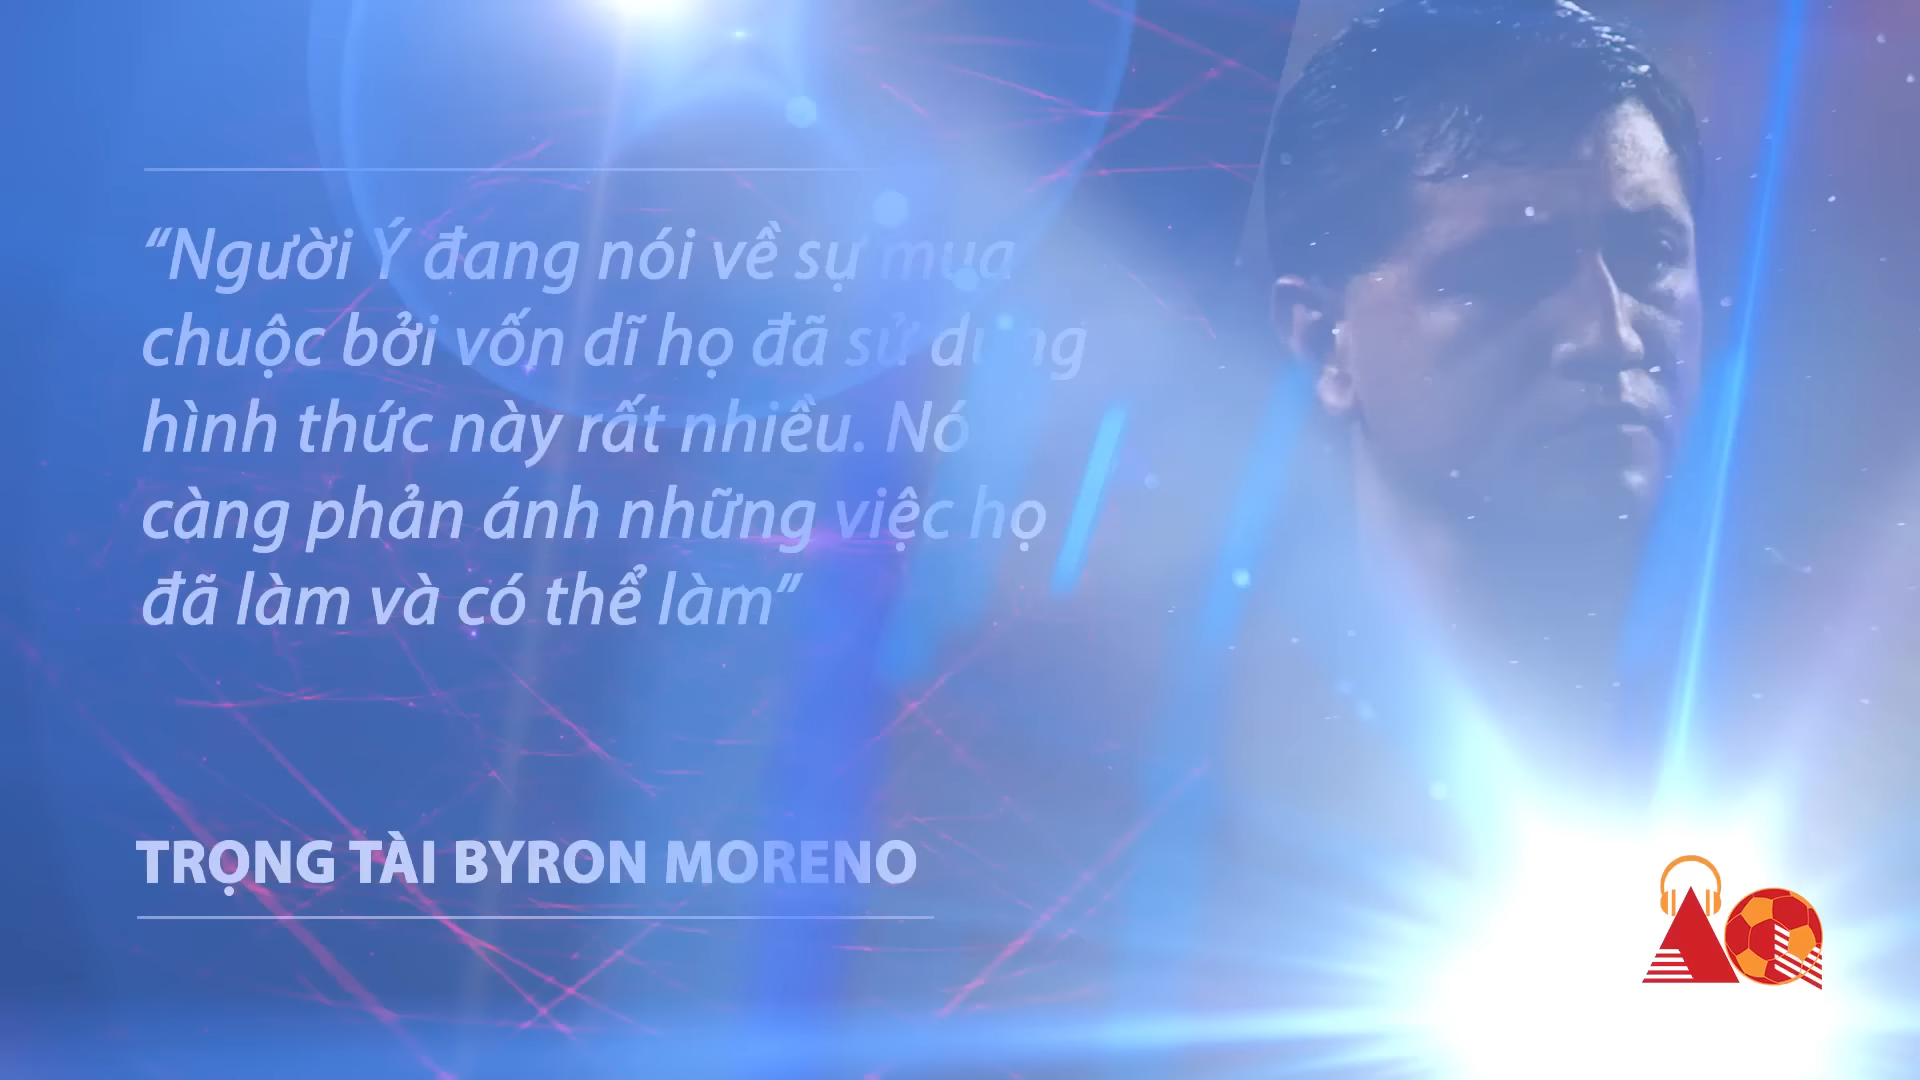 “Người Ý đang nói về sự mua
chuộc bởi vốn dĩ họ đã sử dụng
hình thức này rất nhiều. Nó
càng phản ánh những việc họ
đã làm và có thể làm”
TRỌNG TÀI BYRON MORENO